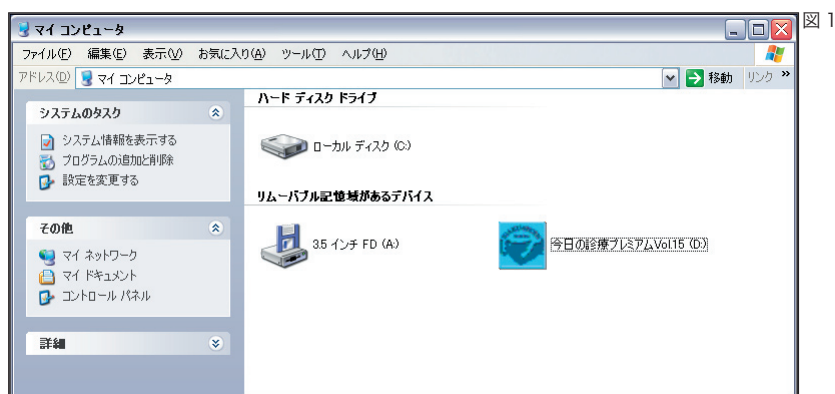 マイ コンピュータ
図 1
ファイル(F) 編集(E) 表示(V) お気に入り(A) ツール(T) ヘルプ(H)
アドレス(D) マイ コンピュータ 移動 リンク »
システムのタスク
システム情報を表示する
プログラムの追加と削除
設定を変更する
その他
マイ ネットワーク
マイ ドキュメント
コントロール パネル
詳細
ハード ディスク ドライブ
ローカル ディスク (C:)
リムーバブル記憶域があるデバイス
3.5 インチ FD (A:)
今日の診療プレミアムVol.15 (D:)